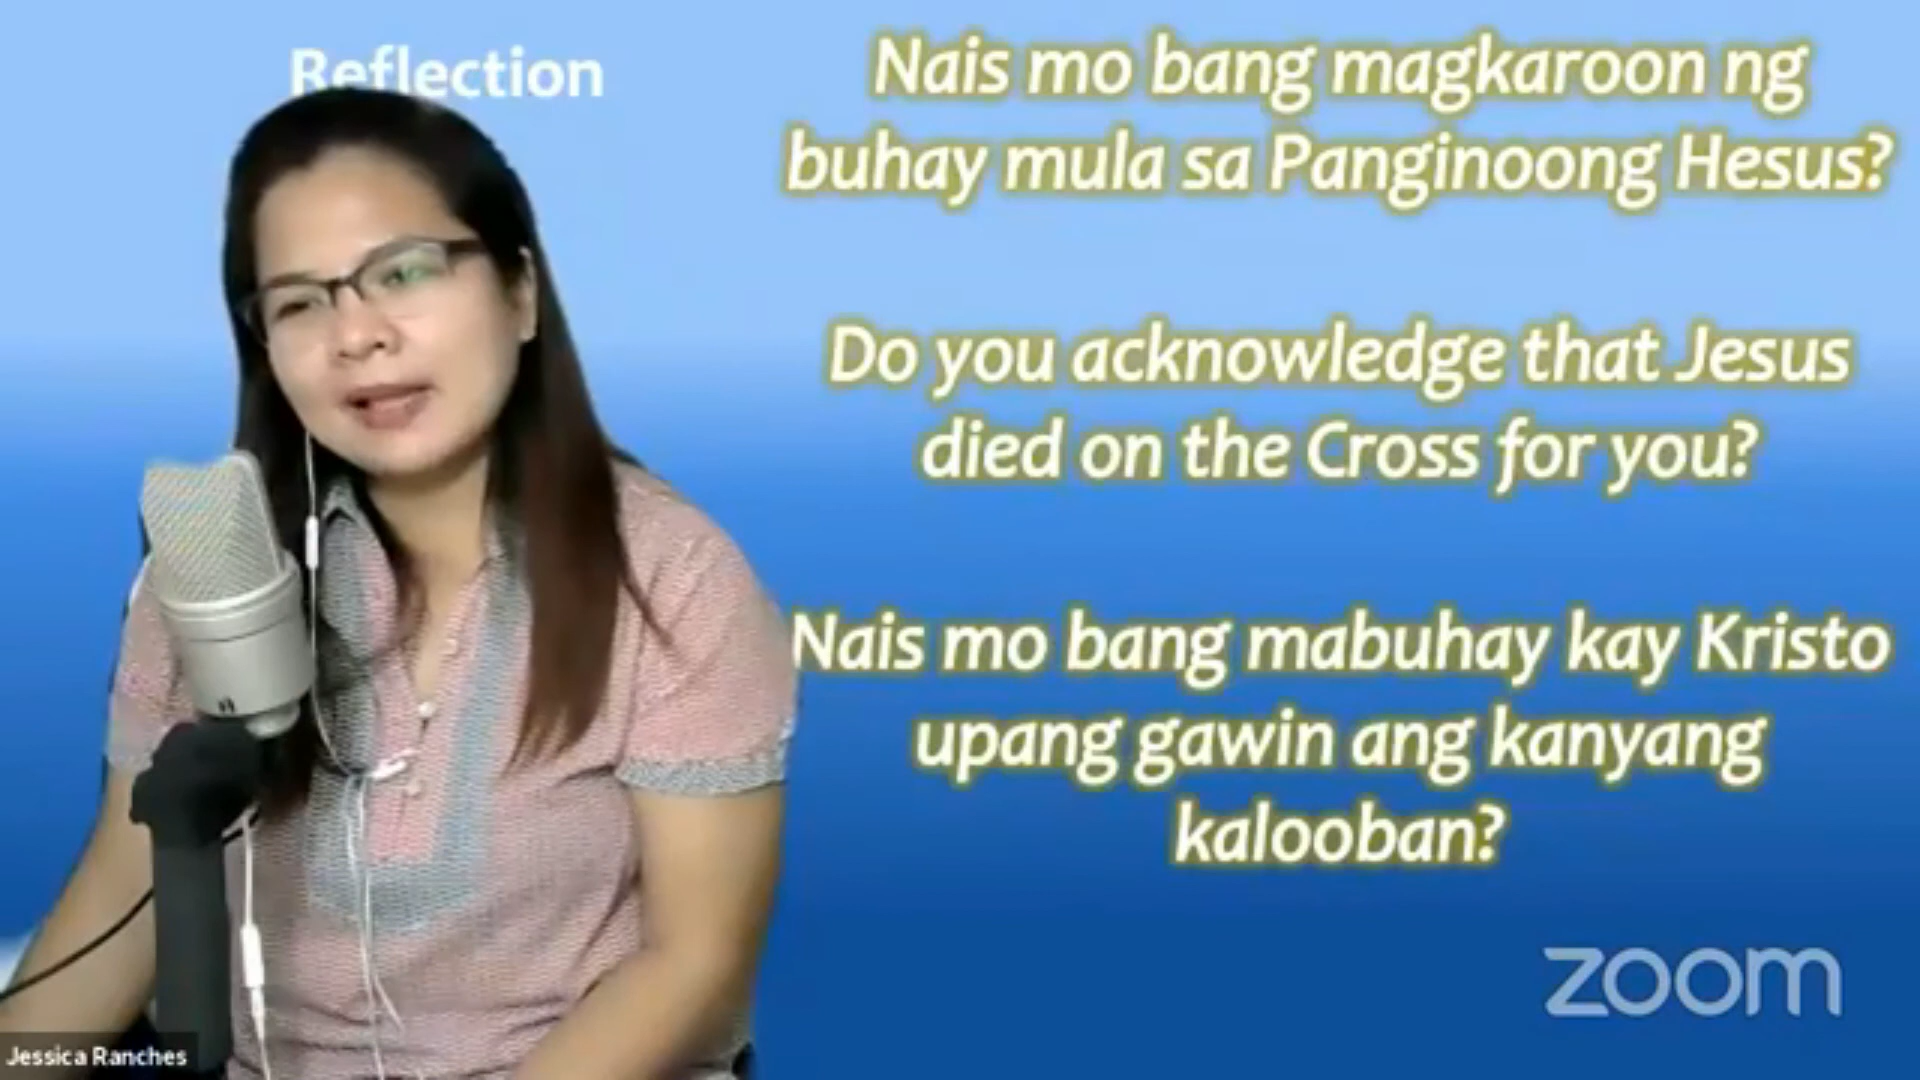 Reflection
Nais mo bang magkaroon ng
buhay mula sa Panginoong Hesus?
Do you acknowledge that Jesus
died on the Cross for you?
Nais mo bang mabuhay kay Kristo
upang gawin ang kanyang
kalooban?
zoom
Jessica Ranches